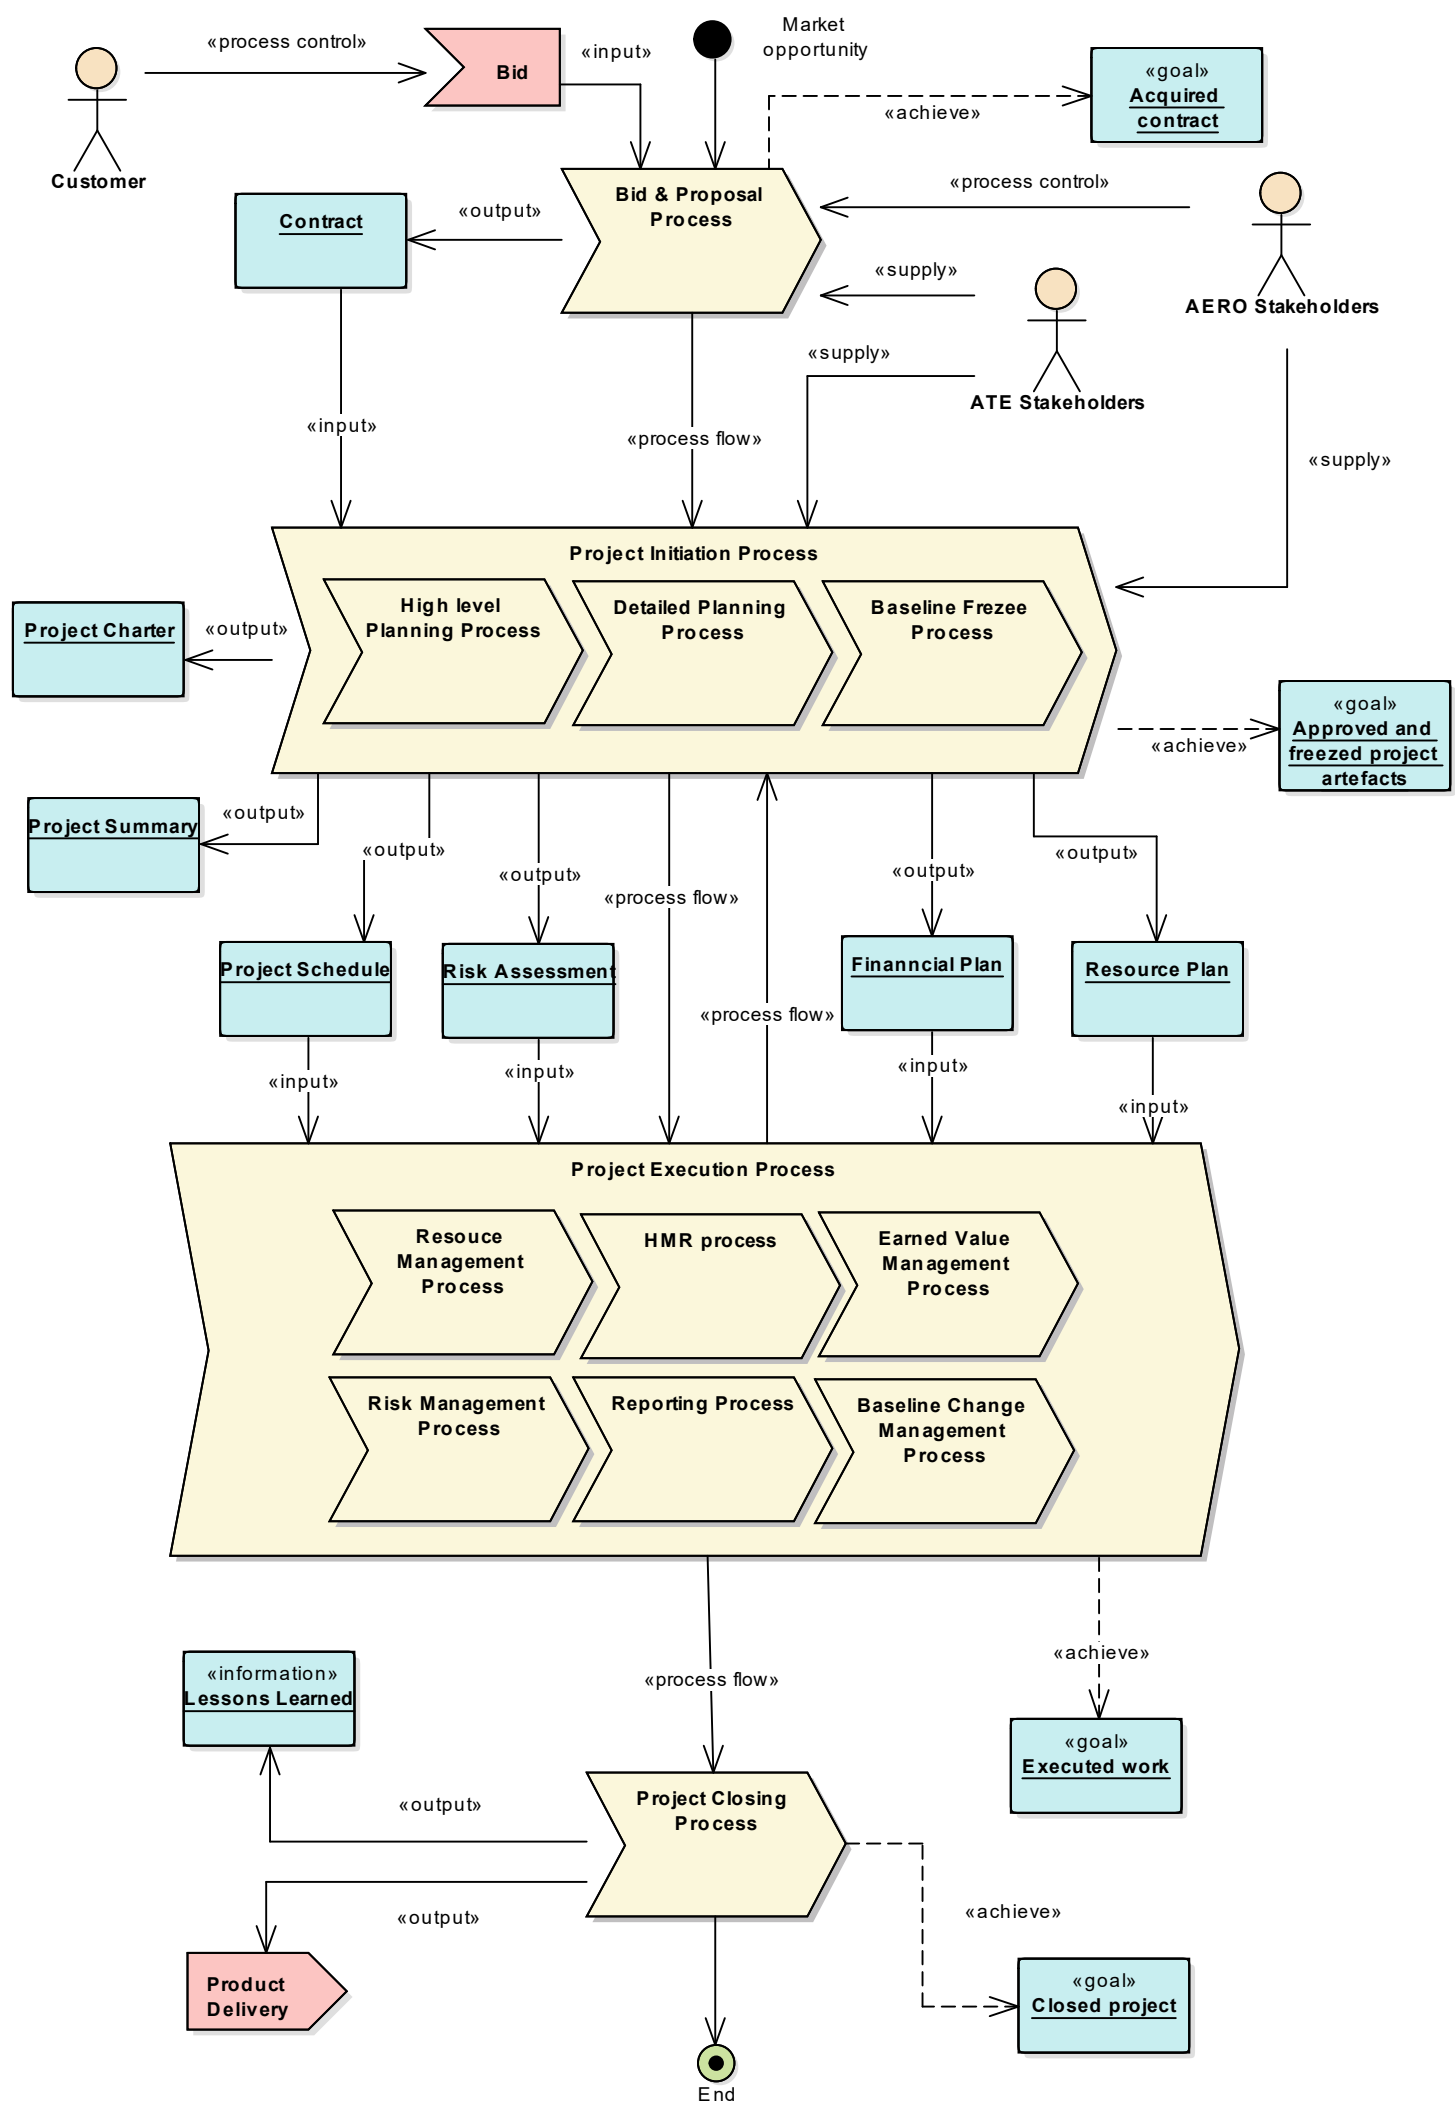 Market
opportunity
«process control»
«input»
Bid
«goal»
Acquired
contract
«achieve»
Customer
Bid & Proposal
Process
«process control»
Contract
«output»
«supply»
AERO Stakeholders
«supply»
ATE Stakeholders
«input»
«process flow»
«supply»
Project Initiation Process
High level
Planning Process
Detailed Planning
Process
Baseline Frezee
Process
Project Charter
«output»
«goal»
Approved and
freezed project
artefacts
«achieve»
Project Summary
«output»
«output»
«output»
«process flow»
«output»
«output»
Project Schedule
Risk Assessment
Finanncial Plan
Resource Plan
«process flow»
«input»
«input»
«input»
«input»
Project Execution Process
Resouce
Management
Process
HMR process
Earned Value
Management
Process
Risk Management
Process
Reporting Process
Baseline Change
Management
Process
«achieve»
«information»
Lessons Learned
«process flow»
«goal»
Executed work
«output»
Project Closing
Process
«output»
«achieve»
Product
Delivery
«goal»
Closed project
End